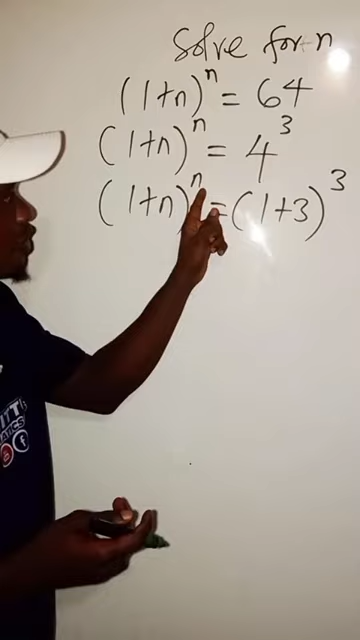 Solve for n
(1+n)ⁿ = 64
(1+n)ⁿ = 4³
(1+n)ⁿ = (1+3)³